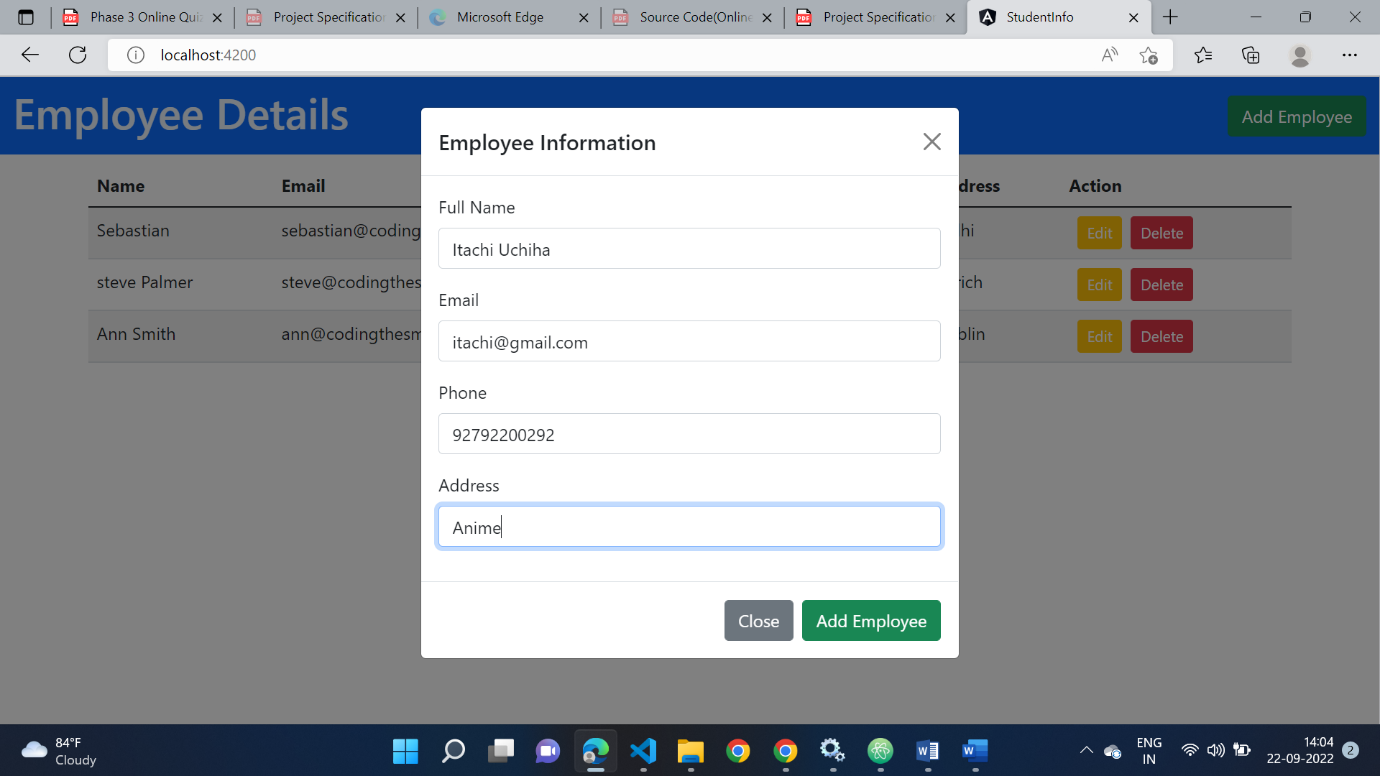 Phase 3 Online Quiz
Project Specification
Microsoft Edge
Source Code(Online
Project Specification
StudentInfo
localhost:4200
Employee Details
Add Employee
Employee Information
Name Email dress Action
Full Name
Sebastian sebastian@coding hi Edit Delete
Itachi Uchiha
steve Palmer steve@codingthes rich Edit Delete
Email
Ann Smith ann@codingthesm blin Edit Delete
itachi@gmail.com
Phone
92792200292
Address
Anime
Close Add Employee
84°F
Cloudy
ENG
IN
14:04
22-09-2022
2